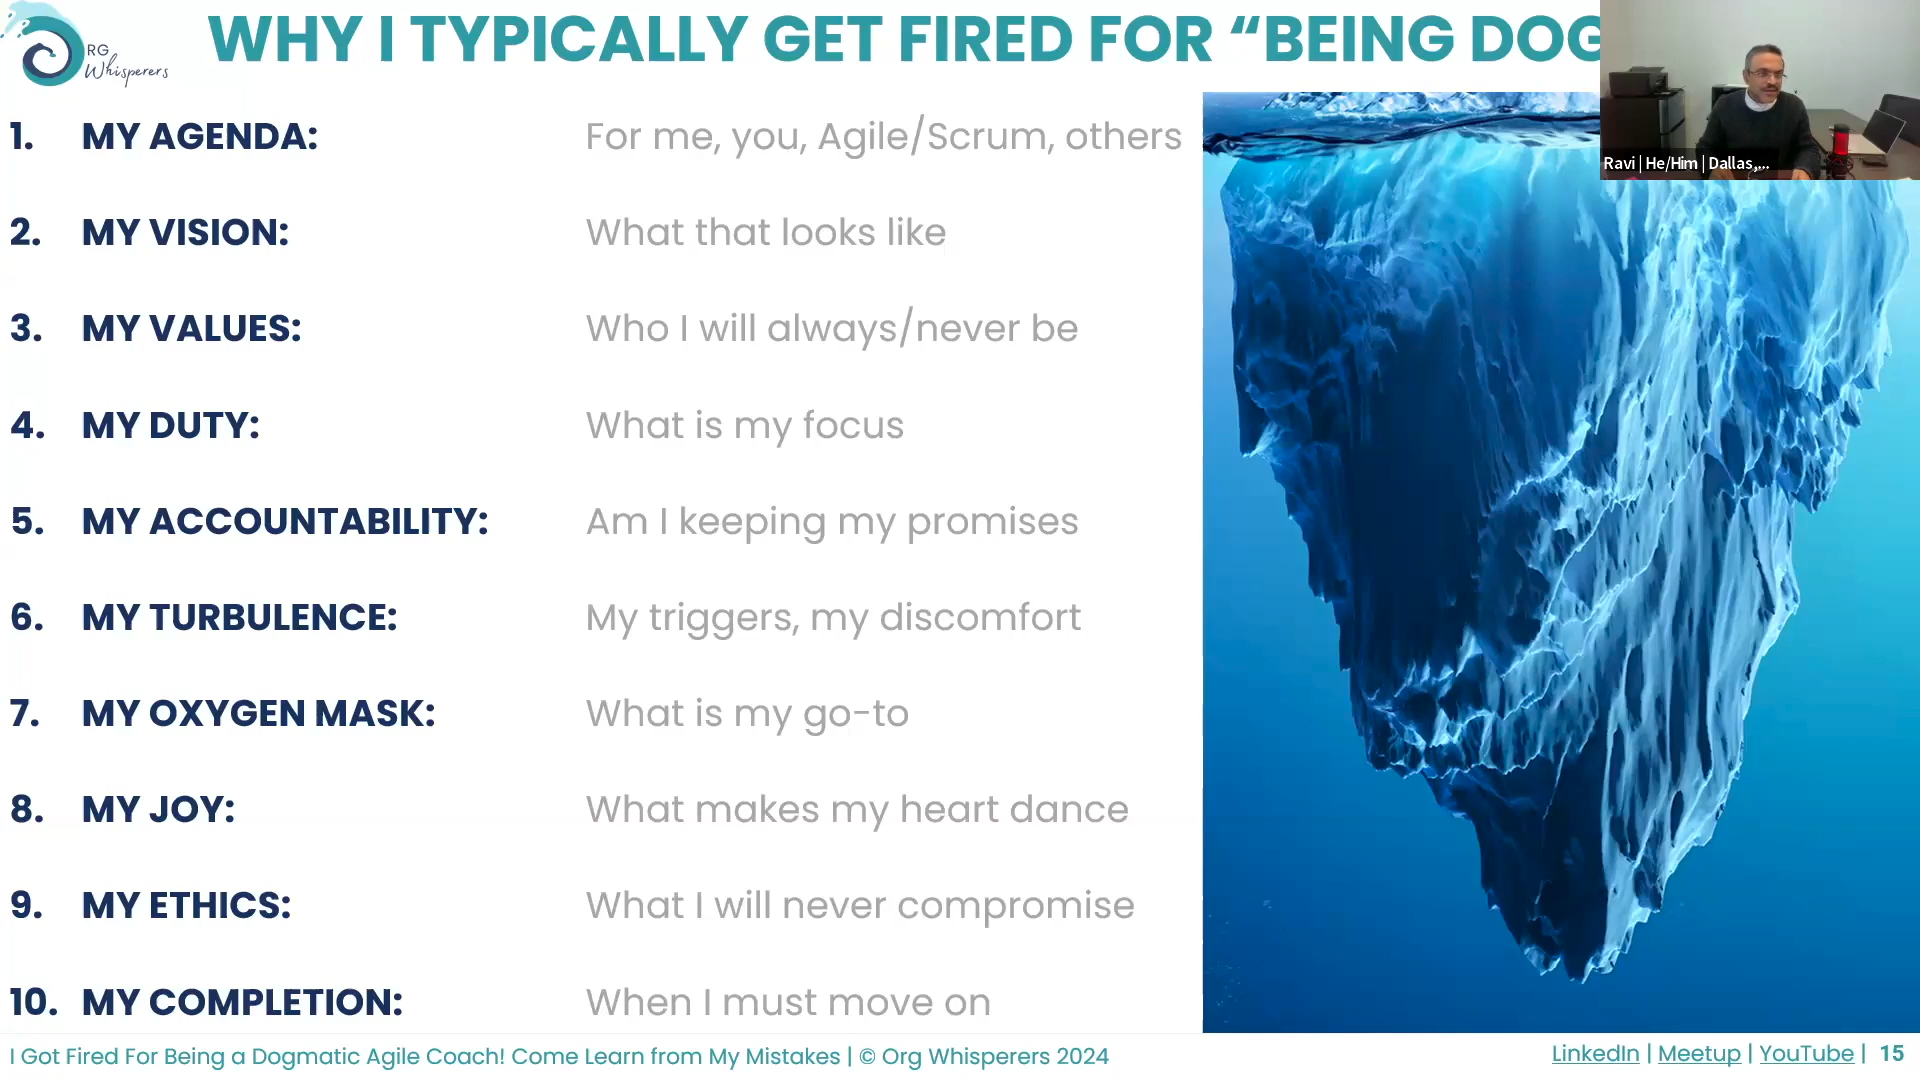 RG
Whisperers
WHY I TYPICALLY GET FIRED FOR “BEING DOG
Ravi | He/Him | Dallas,...
1. MY AGENDA: For me, you, Agile/Scrum, others
2. MY VISION: What that looks like
3. MY VALUES: Who I will always/never be
4. MY DUTY: What is my focus
5. MY ACCOUNTABILITY: Am I keeping my promises
6. MY TURBULENCE: My triggers, my discomfort
7. MY OXYGEN MASK: What is my go-to
8. MY JOY: What makes my heart dance
9. MY ETHICS: What I will never compromise
10. MY COMPLETION: When I must move on
I Got Fired For Being a Dogmatic Agile Coach! Come Learn from My Mistakes | © Org Whisperers 2024
LinkedIn | Meetup | YouTube | 15